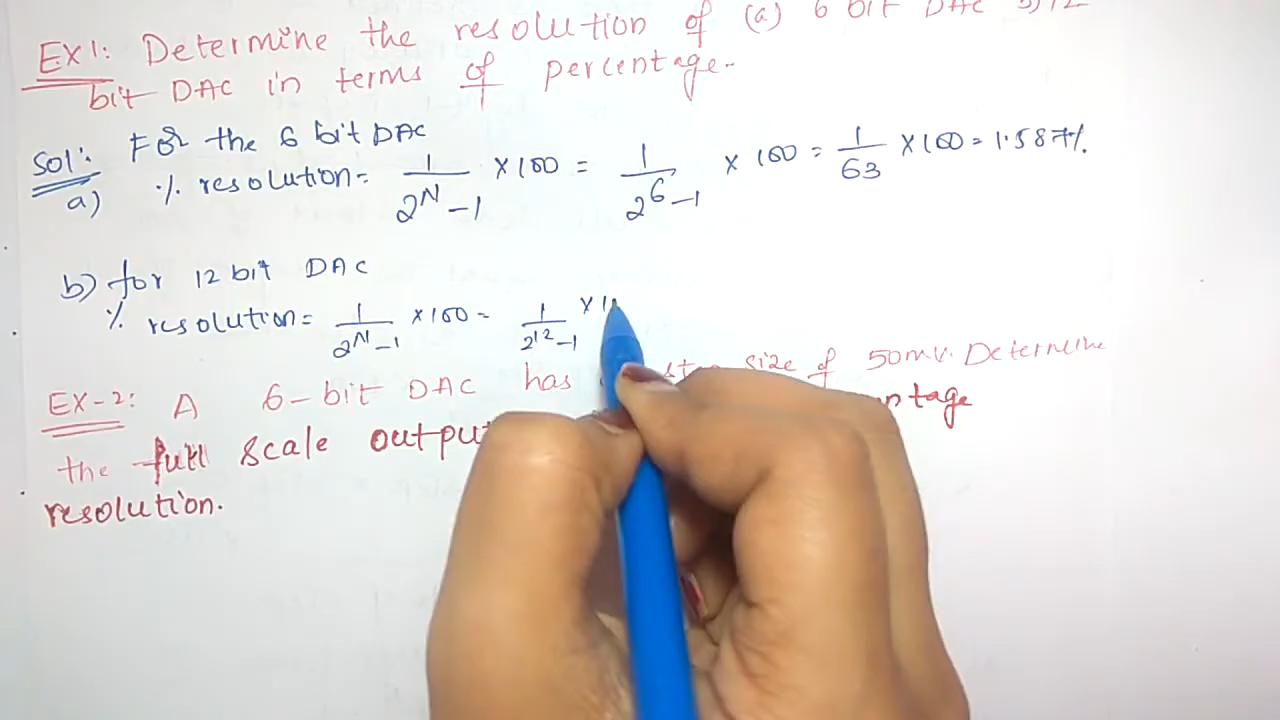 EX1: Determine the resolution of (a) 6 bit DAC b) 12
bit DAC in terms of percentage.
Sol: For the 6 bit DAC
a) % resolution = 1/(2^N - 1) × 100 = 1/(2^6 - 1) × 100 = 1/63 × 100 = 1.587%.
b) for 12 bit DAC
% resolution = 1/(2^N - 1) × 100 = 1/(2^12 - 1) × 1
EX-2: A 6-bit DAC has size of 50mV. Determine
the full scale output
resolution.